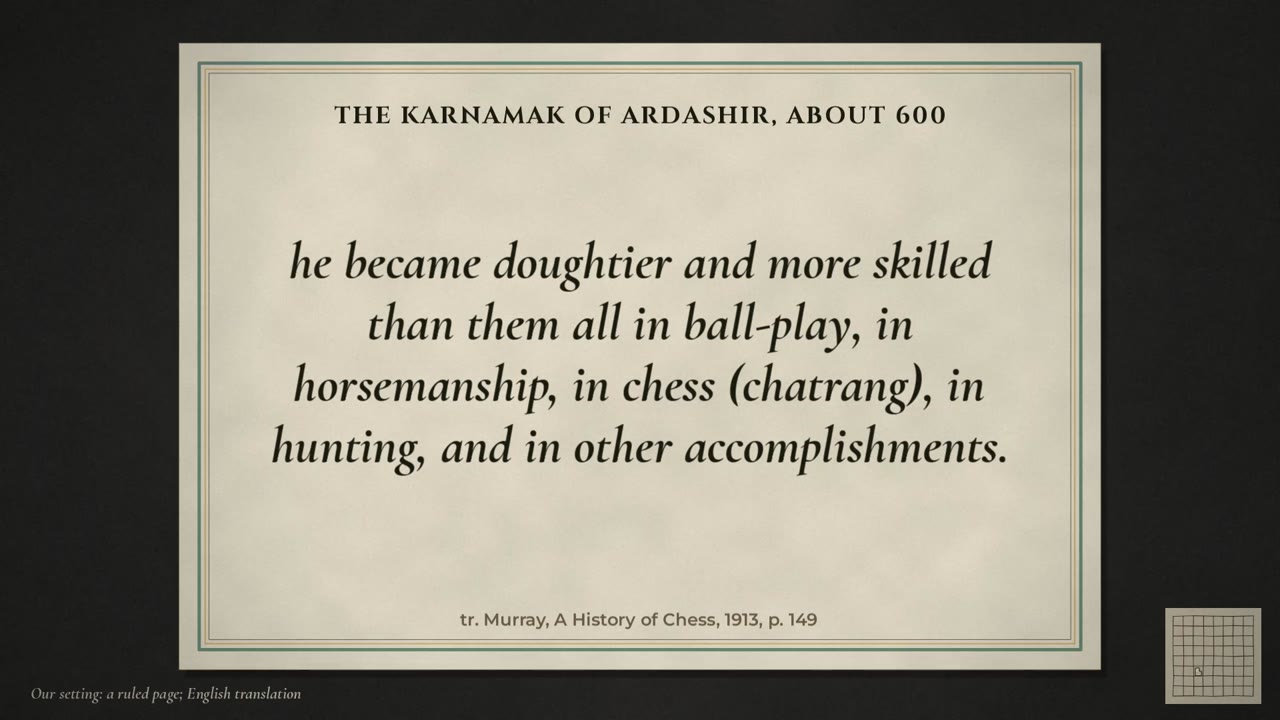 THE KARNAMAK OF ARDASHIR, ABOUT 600
he became doughtier and more skilled
than them all in ball-play, in
horsemanship, in chess (chatrang), in
hunting, and in other accomplishments.
tr. Murray, A History of Chess, 1913, p. 149
Our setting: a ruled page; English translation